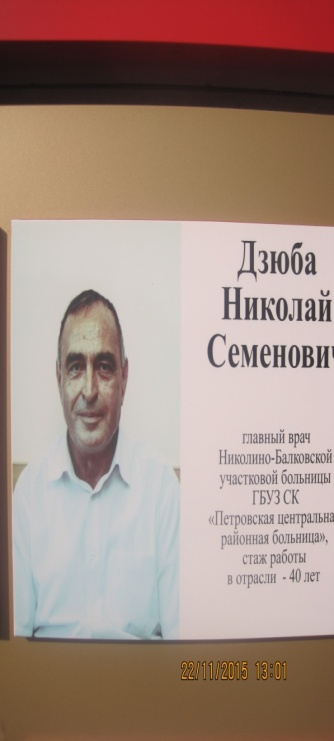 Дзюба
Николай
Семенович
главный врач
Николино-Балковской
участковой больницы
ГБУЗ СК
«Петровская центральна
районная больница»,
стаж работы
в отрасли - 40 лет
22/11/2015 13:01